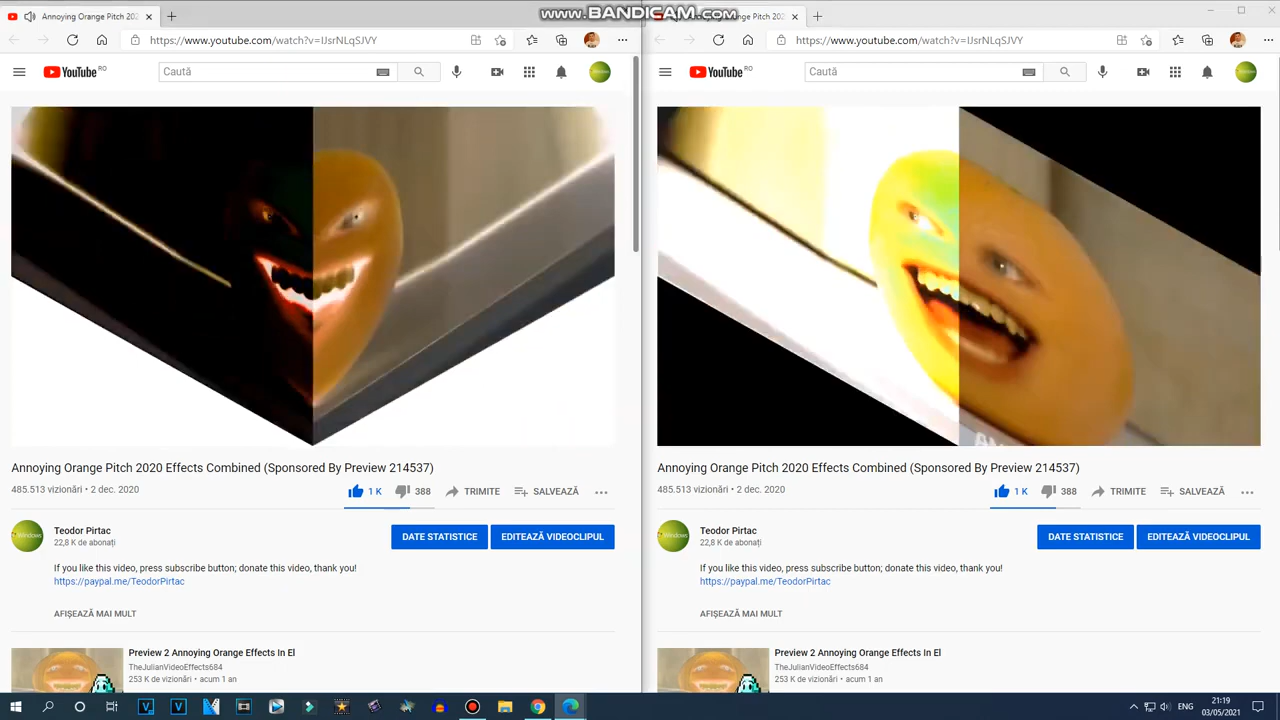 www.BANDICAM.com
Annoying Orange Pitch 2020
https://www.youtube.com/watch?v=IJsrNLqSJVY
YouTube RO
Caută
Annoying Orange Pitch 2020 Effects Combined (Sponsored By Preview 214537)
485.513 vizionări • 2 dec. 2020
1 K
388
TRIMITE
SALVEAZĂ
Teodor Pirtac
22,8 K de abonați
DATE STATISTICE
EDITEAZĂ VIDEOCLIPUL
If you like this video, press subscribe button; donate this video, thank you!
https://paypal.me/TeodorPirtac
AFIȘEAZĂ MAI MULT
Preview 2 Annoying Orange Effects In El
TheJulianVideoEffects684
253 K de vizionări • acum 1 an
Annoying Orange Pitch 2020
https://www.youtube.com/watch?v=IJsrNLqSJVY
YouTube RO
Caută
Annoying Orange Pitch 2020 Effects Combined (Sponsored By Preview 214537)
485.513 vizionări • 2 dec. 2020
1 K
388
TRIMITE
SALVEAZĂ
Teodor Pirtac
22,8 K de abonați
DATE STATISTICE
EDITEAZĂ VIDEOCLIPUL
If you like this video, press subscribe button; donate this video, thank you!
https://paypal.me/TeodorPirtac
AFIȘEAZĂ MAI MULT
Preview 2 Annoying Orange Effects In El
TheJulianVideoEffects684
253 K de vizionări • acum 1 an
ENG
21:19
03/05/2021